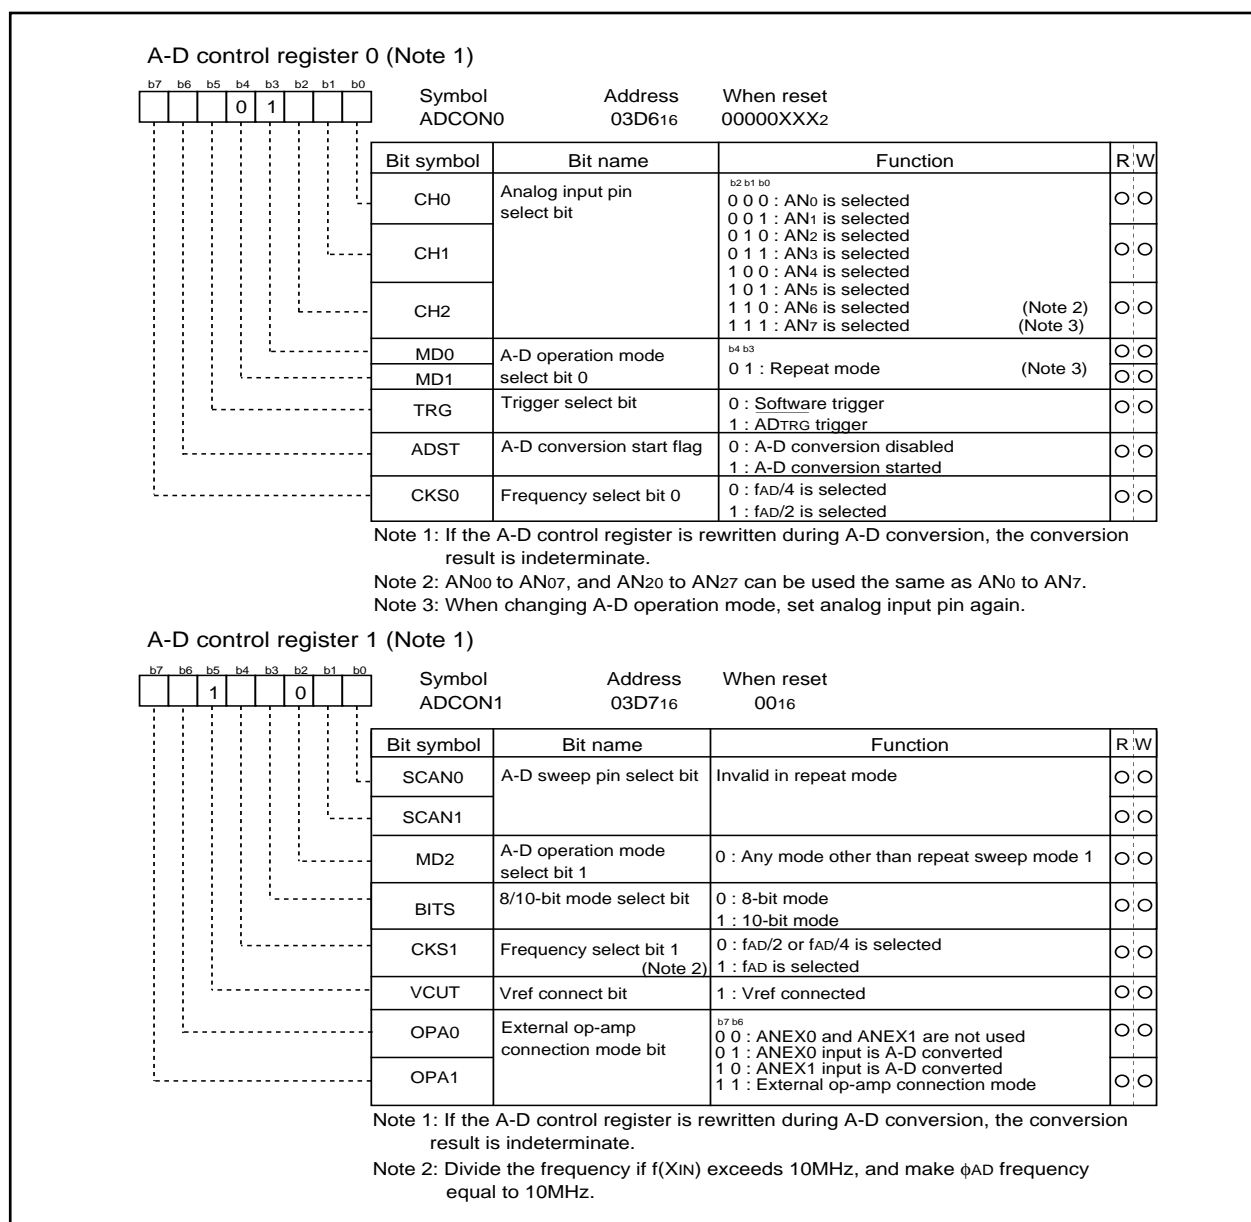 A-D control register 0 (Note 1)
b7 b6 b5 b4 b3 b2 b1 b0
0 1
Symbol Address When reset
ADCON0 03D616 00000XXX2
Bit symbol Bit name Function R W
CH0 Analog input pin select bit
b2 b1 b0
0 0 0 : AN0 is selected
0 0 1 : AN1 is selected
0 1 0 : AN2 is selected
0 1 1 : AN3 is selected
1 0 0 : AN4 is selected
1 0 1 : AN5 is selected
1 1 0 : AN6 is selected (Note 2)
1 1 1 : AN7 is selected (Note 3)
CH1
CH2
MD0 A-D operation mode select bit 0
MD1
b4 b3
0 1 : Repeat mode (Note 3)
TRG Trigger select bit
0 : Software trigger
1 : ADTRG trigger
ADST A-D conversion start flag
0 : A-D conversion disabled
1 : A-D conversion started
CKS0 Frequency select bit 0
0 : fAD/4 is selected
1 : fAD/2 is selected
Note 1: If the A-D control register is rewritten during A-D conversion, the conversion
result is indeterminate.
Note 2: AN00 to AN07, and AN20 to AN27 can be used the same as AN0 to AN7.
Note 3: When changing A-D operation mode, set analog input pin again.
A-D control register 1 (Note 1)
b7 b6 b5 b4 b3 b2 b1 b0
1 0
Symbol Address When reset
ADCON1 03D716 0016
Bit symbol Bit name Function R W
SCAN0 A-D sweep pin select bit Invalid in repeat mode
SCAN1
MD2 A-D operation mode select bit 1
0 : Any mode other than repeat sweep mode 1
BITS 8/10-bit mode select bit
0 : 8-bit mode
1 : 10-bit mode
CKS1 Frequency select bit 1 (Note 2)
0 : fAD/2 or fAD/4 is selected
1 : fAD is selected
VCUT Vref connect bit 1 : Vref connected
OPA0 External op-amp connection mode bit
OPA1
b7 b6
0 0 : ANEX0 and ANEX1 are not used
0 1 : ANEX0 input is A-D converted
1 0 : ANEX1 input is A-D converted
1 1 : External op-amp connection mode
Note 1: If the A-D control register is rewritten during A-D conversion, the conversion
result is indeterminate.
Note 2: Divide the frequency if f(XIN) exceeds 10MHz, and make ϕAD frequency
equal to 10MHz.